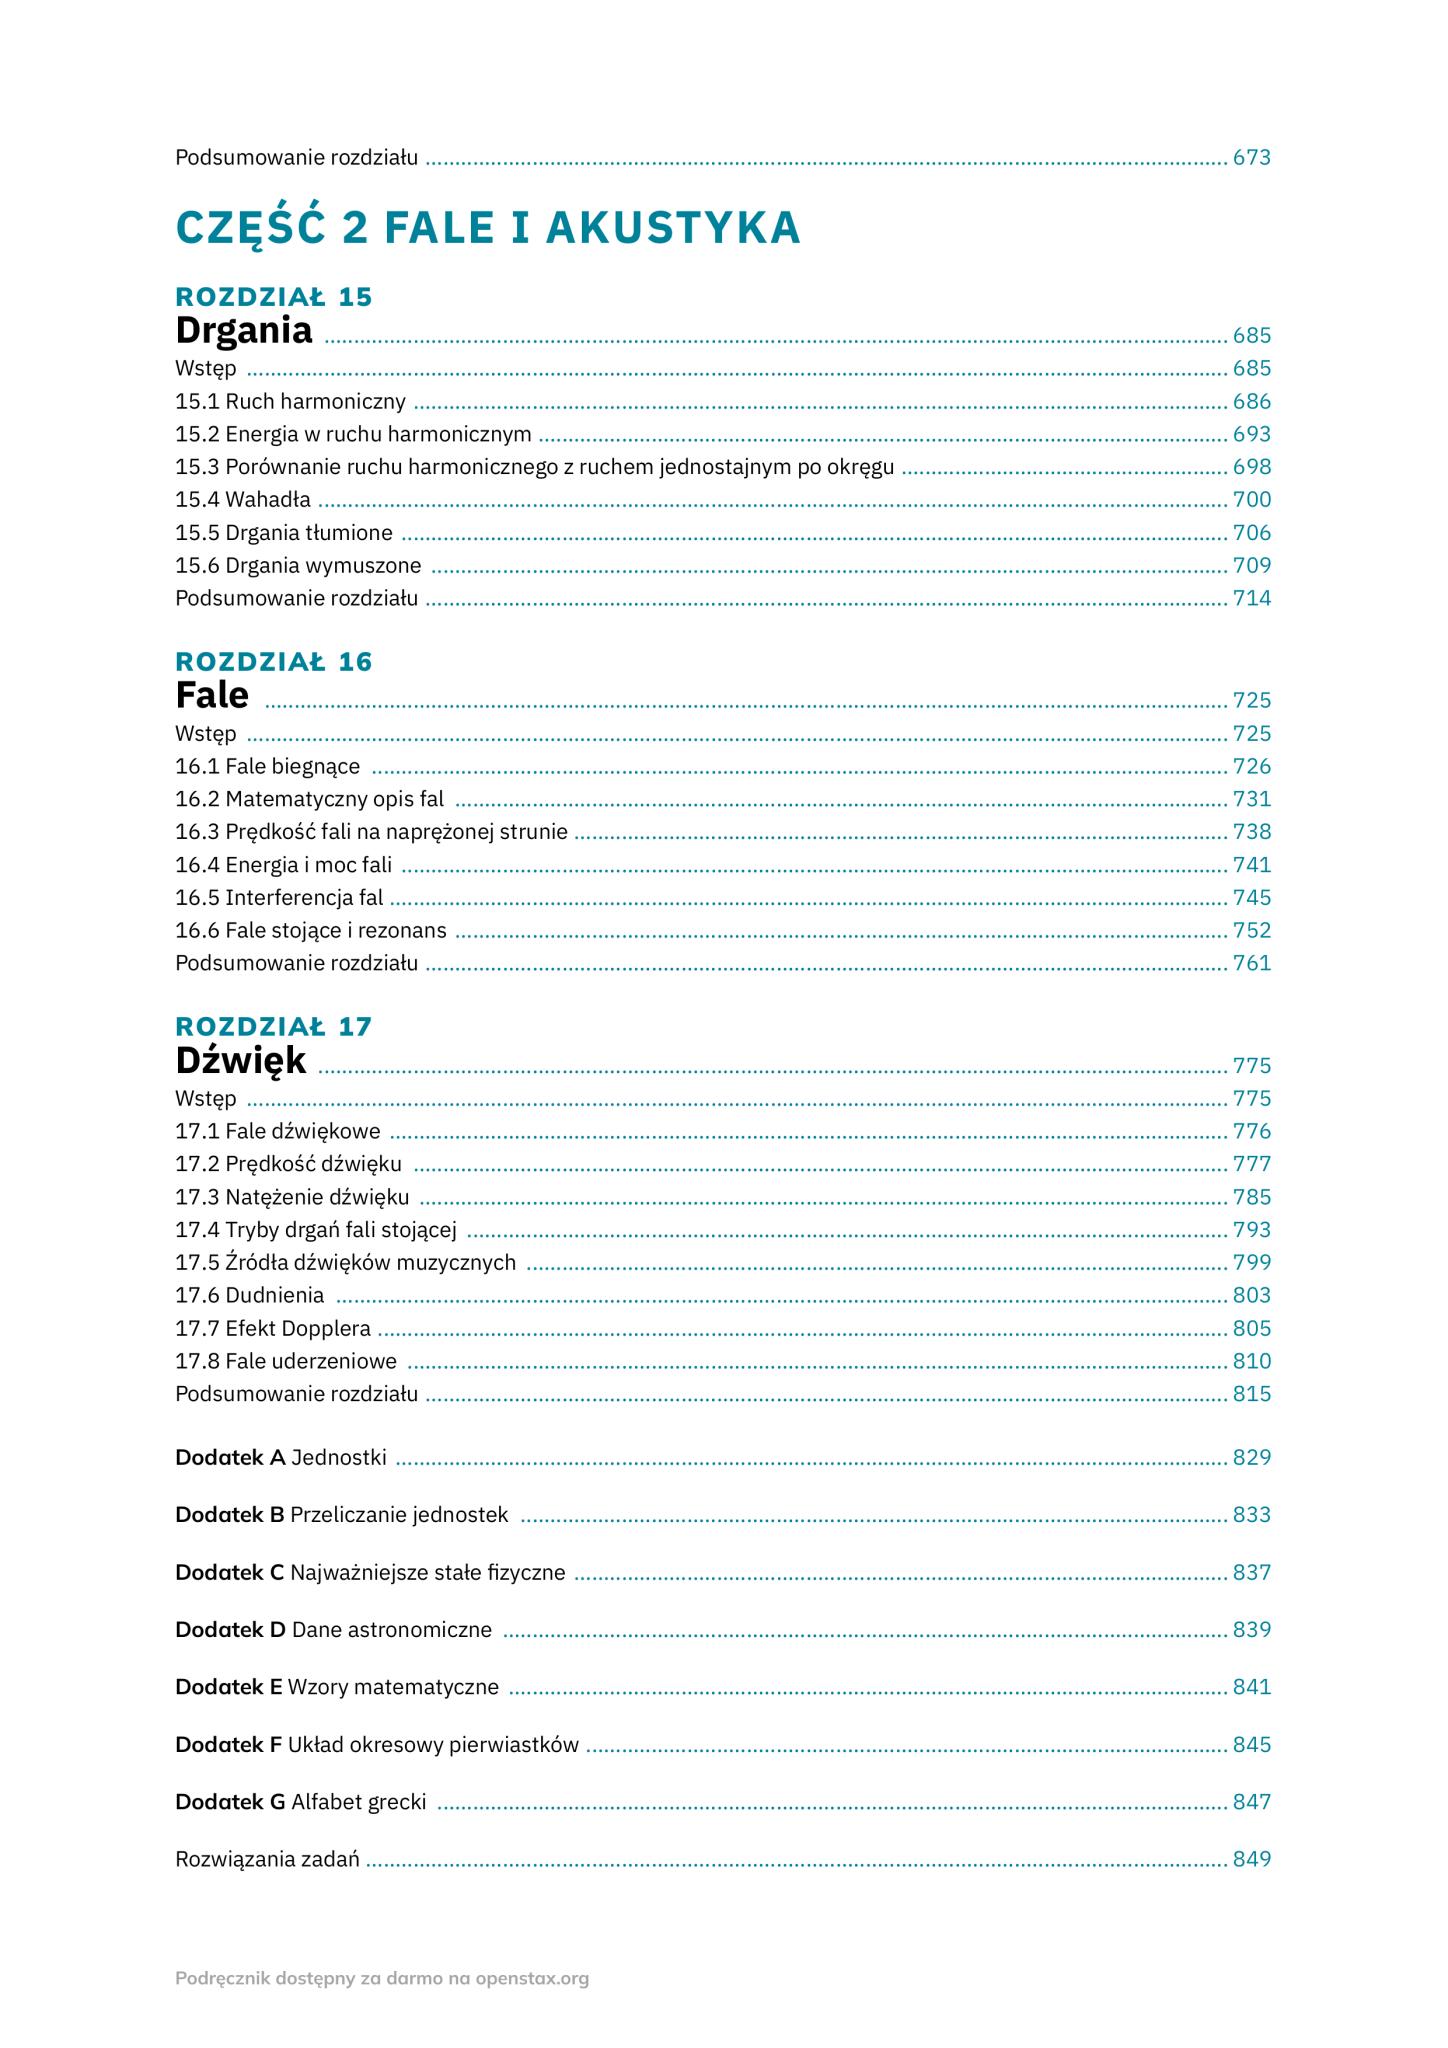 Podsumowanie rozdziału 673
CZĘŚĆ 2 FALE I AKUSTYKA
ROZDZIAŁ 15
Drgania 685
Wstęp 685
15.1 Ruch harmoniczny 686
15.2 Energia w ruchu harmonicznym 693
15.3 Porównanie ruchu harmonicznego z ruchem jednostajnym po okręgu 698
15.4 Wahadła 700
15.5 Drgania tłumione 706
15.6 Drgania wymuszone 709
Podsumowanie rozdziału 714
ROZDZIAŁ 16
Fale 725
Wstęp 725
16.1 Fale biegnące 726
16.2 Matematyczny opis fal 731
16.3 Prędkość fali na naprężonej strunie 738
16.4 Energia i moc fali 741
16.5 Interferencja fal 745
16.6 Fale stojące i rezonans 752
Podsumowanie rozdziału 761
ROZDZIAŁ 17
Dźwięk 775
Wstęp 775
17.1 Fale dźwiękowe 776
17.2 Prędkość dźwięku 777
17.3 Natężenie dźwięku 785
17.4 Tryby drgań fali stojącej 793
17.5 Źródła dźwięków muzycznych 799
17.6 Dudnienia 803
17.7 Efekt Dopplera 805
17.8 Fale uderzeniowe 810
Podsumowanie rozdziału 815
Dodatek A Jednostki 829
Dodatek B Przeliczanie jednostek 833
Dodatek C Najważniejsze stałe fizyczne 837
Dodatek D Dane astronomiczne 839
Dodatek E Wzory matematyczne 841
Dodatek F Układ okresowy pierwiastków 845
Dodatek G Alfabet grecki 847
Rozwiązania zadań 849
Podręcznik dostępny za darmo na openstax.org